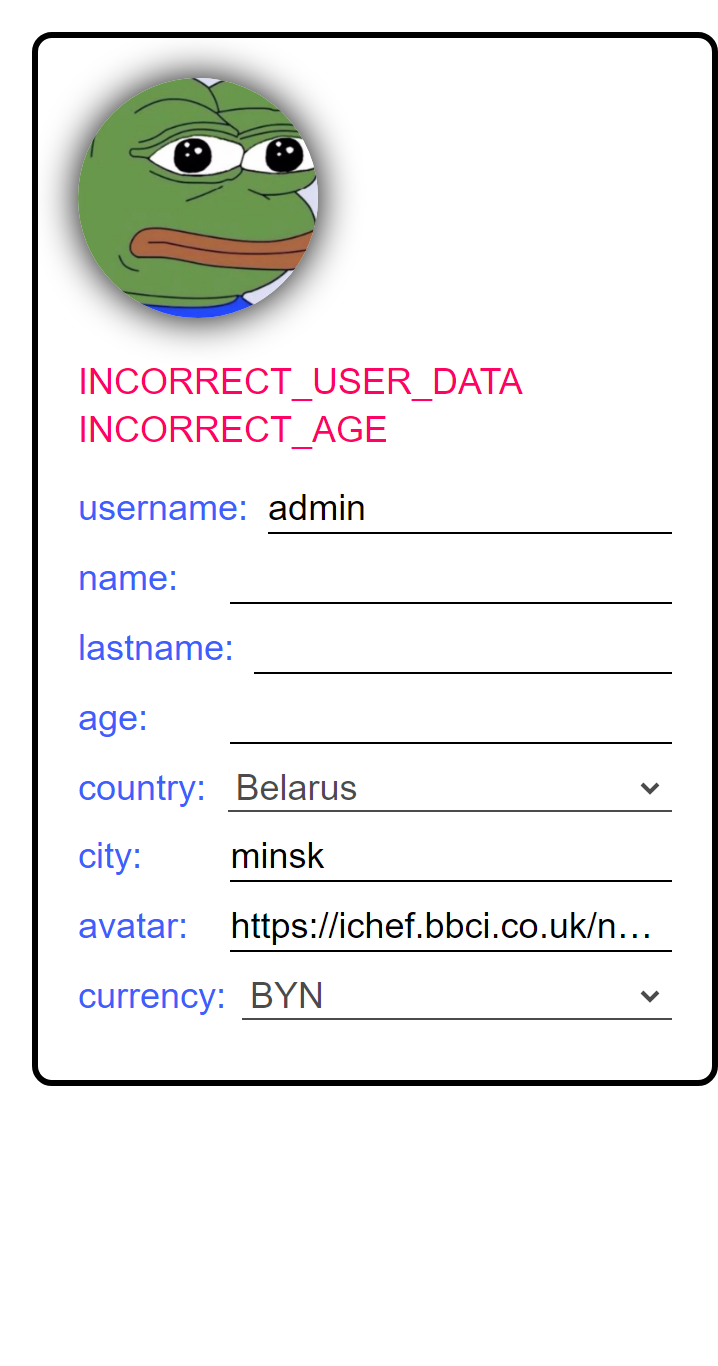 INCORRECT_USER_DATA
INCORRECT_AGE
username: admin
name:
lastname:
age:
country: Belarus
city: minsk
avatar: https://ichef.bbci.co.uk/n…
currency: BYN